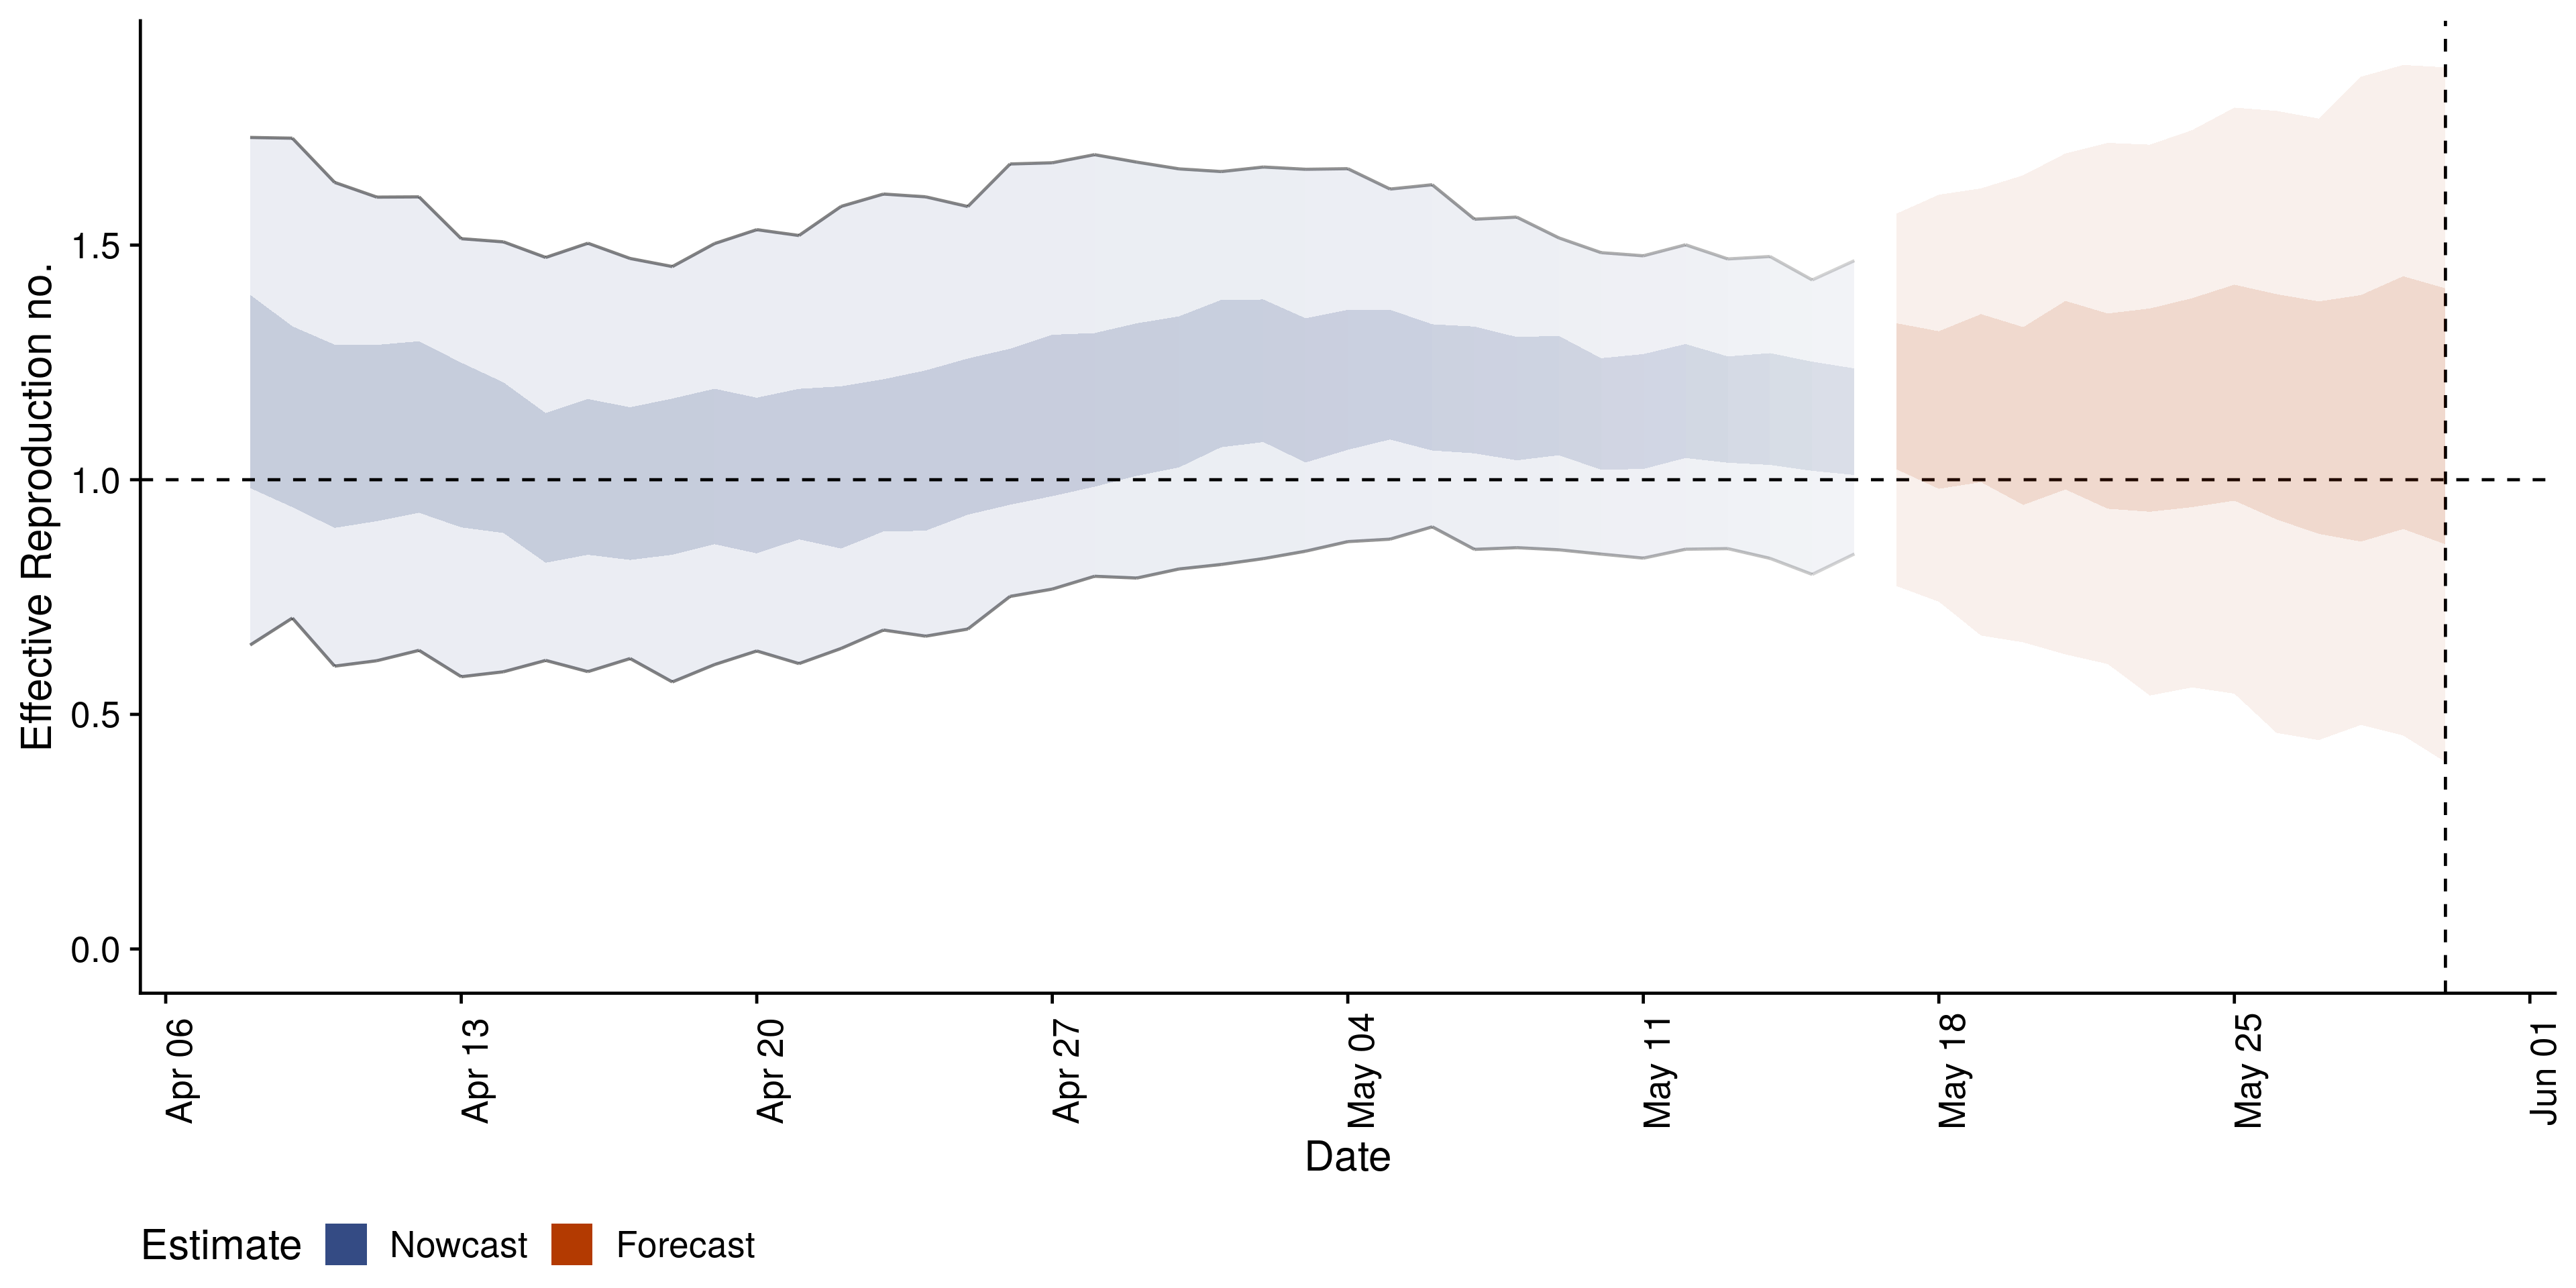 Effective Reproduction no.
1.5
1.0
0.5
0.0
Apr 06
Apr 13
Apr 20
Apr 27
May 04
May 11
May 18
May 25
Jun 01
Date
Estimate Nowcast Forecast